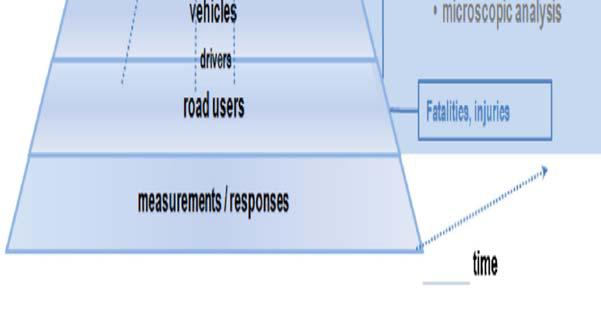 vehicles
• microscopic analysis
drivers
road users
Fatalities, injuries
measurements / responses
time